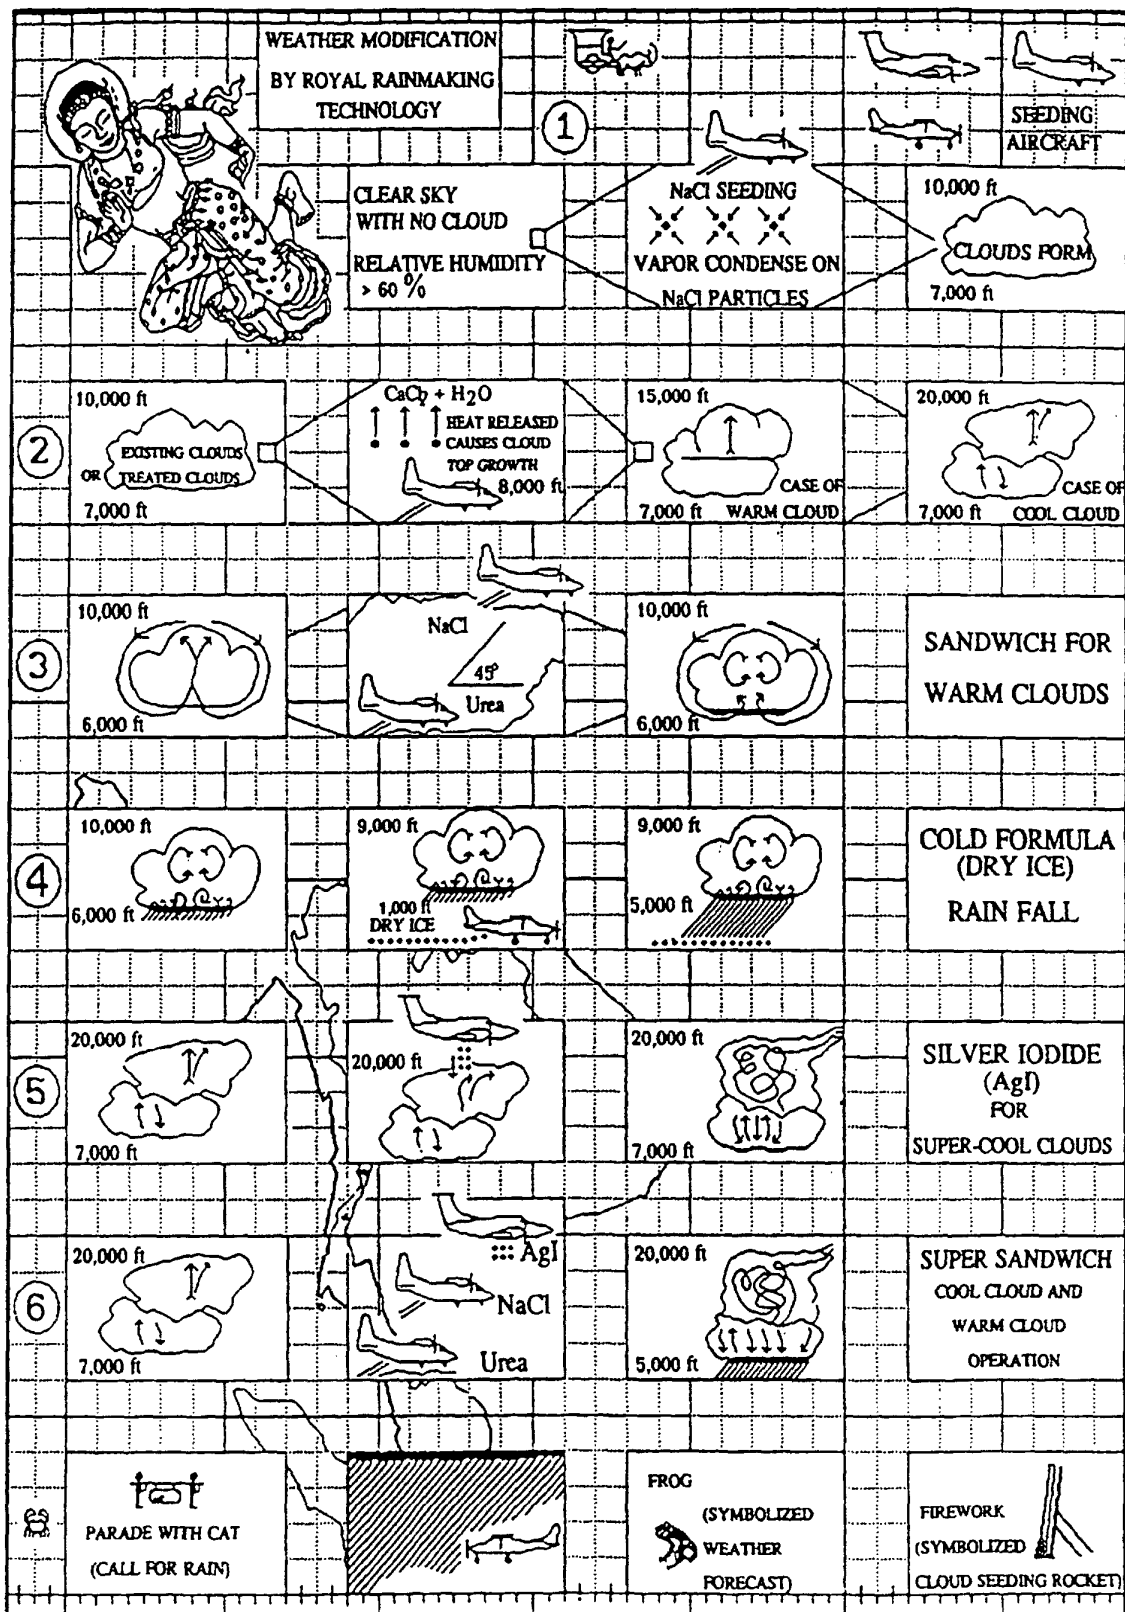 WEATHER MODIFICATION
BY ROYAL RAINMAKING
TECHNOLOGY
1
SEEDING
AIRCRAFT
CLEAR SKY
WITH NO CLOUD
RELATIVE HUMIDITY
> 60 %
NaCl SEEDING
VAPOR CONDENSE ON
NaCl PARTICLES
10,000 ft
CLOUDS FORM
7,000 ft
2
10,000 ft
EXISTING CLOUDS
OR TREATED CLOUDS
7,000 ft
CaCl2 + H2O
HEAT RELEASED
CAUSES CLOUD
TOP GROWTH
8,000 ft
15,000 ft
CASE OF
7,000 ft WARM CLOUD
20,000 ft
CASE OF
7,000 ft COOL CLOUD
3
10,000 ft
6,000 ft
NaCl
45°
Urea
10,000 ft
6,000 ft
SANDWICH FOR
WARM CLOUDS
4
10,000 ft
6,000 ft
9,000 ft
1,000 ft
DRY ICE
9,000 ft
5,000 ft
COLD FORMULA
(DRY ICE)
RAIN FALL
5
20,000 ft
7,000 ft
20,000 ft
20,000 ft
7,000 ft
SILVER IODIDE
(AgI)
FOR
SUPER-COOL CLOUDS
6
20,000 ft
7,000 ft
AgI
NaCl
Urea
20,000 ft
5,000 ft
SUPER SANDWICH
COOL CLOUD AND
WARM CLOUD
OPERATION
PARADE WITH CAT
(CALL FOR RAIN)
FROG
(SYMBOLIZED
WEATHER
FORECAST)
FIREWORK
(SYMBOLIZED
CLOUD SEEDING ROCKET)